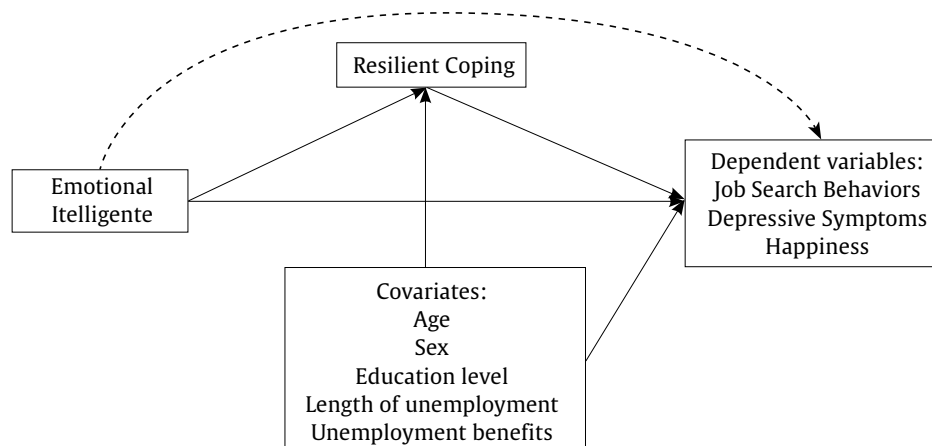 Resilient Coping
Emotional
Itelligente
Dependent variables:
Job Search Behaviors
Depressive Symptoms
Happiness
Covariates:
Age
Sex
Education level
Length of unemployment
Unemployment benefits